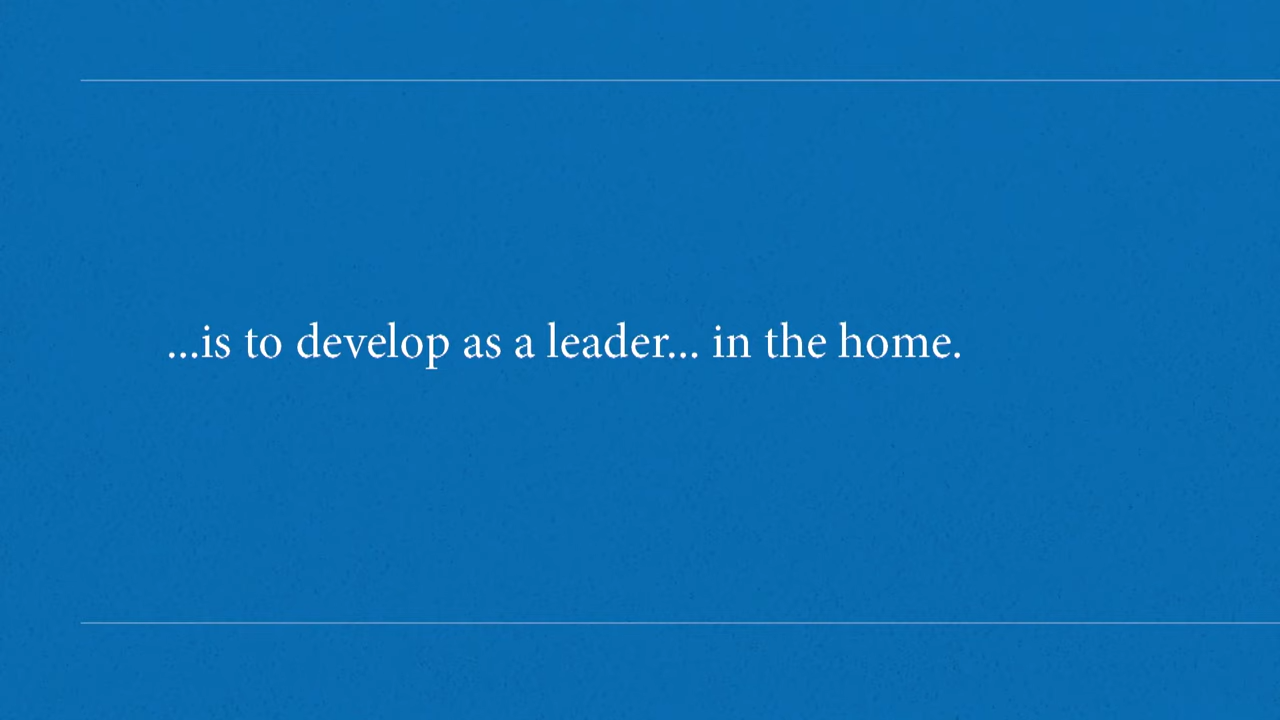 ...is to develop as a leader... in the home.